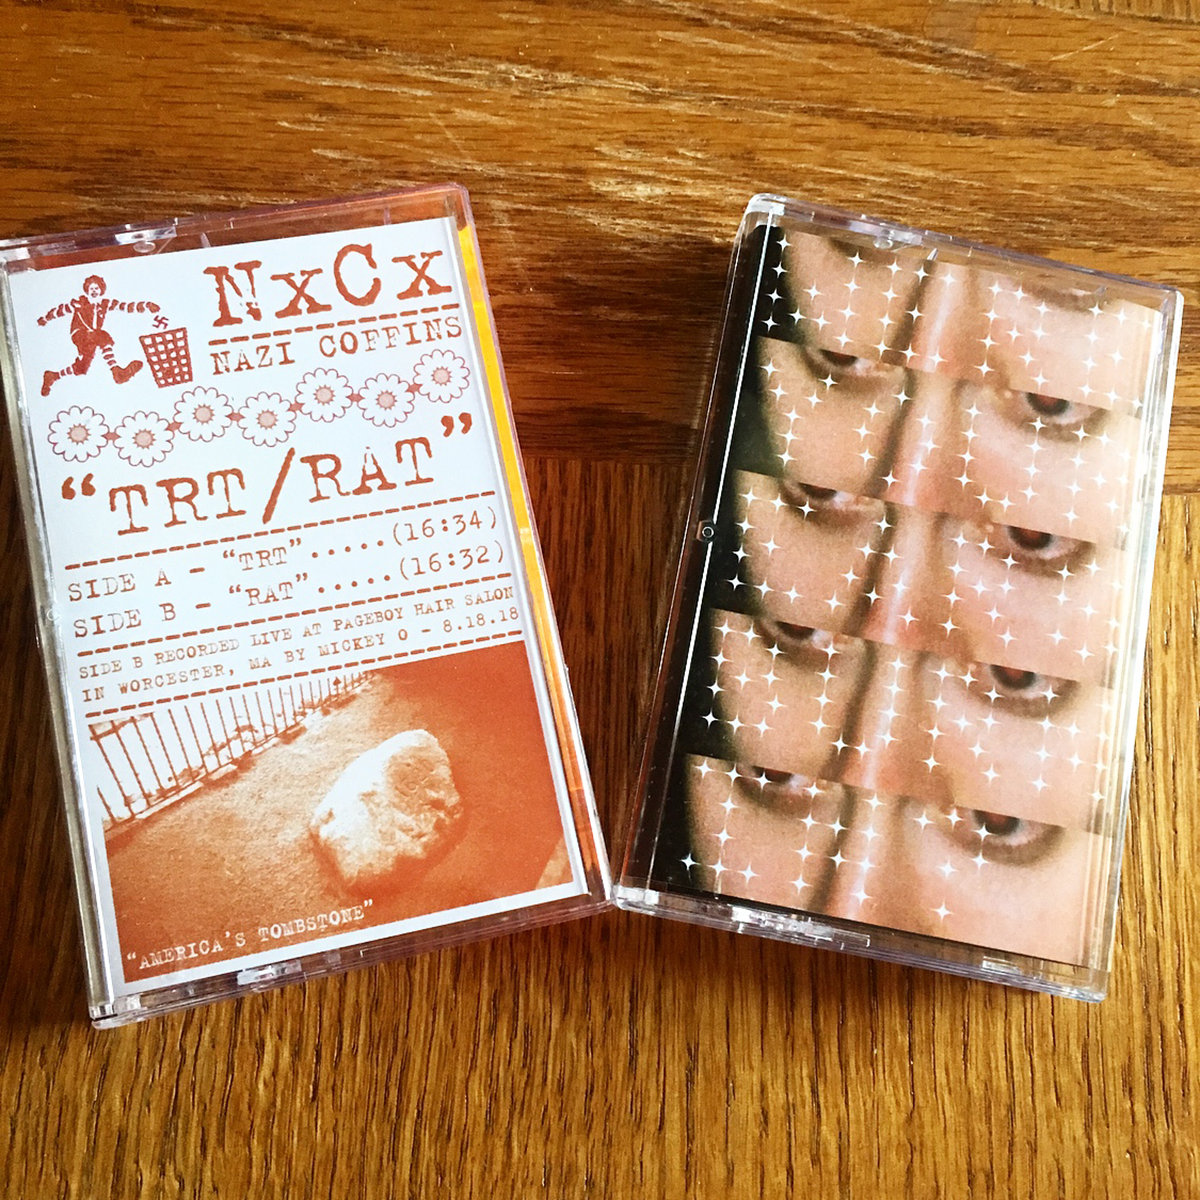 NxCx
NAZI COFFINS
"TRT/RAT"
SIDE A - "TRT".....(16:34)
SIDE B - "RAT".....(16:32)
SIDE B RECORDED LIVE AT PAGEBOY HAIR SALON
IN WORCESTER, MA BY MICKEY O - 8.18.18
"AMERICA'S TOMBSTONE"